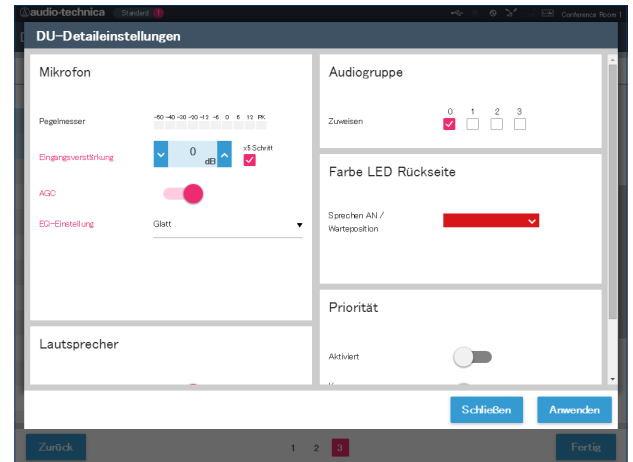 audio-technica Standard 1 Conference Room 1
DU-Detaileinstellungen
Mikrofon
Pegelmesser -60 -40 -30 -20 -12 -6 0 6 12 PK
Eingangsverstärkung 0 dB x5 Schritt
AGC
EQ-Einstellung Glatt
Lautsprecher
Audiogruppe
0 1 2 3
Zuweisen
Farbe LED Rückseite
Sprechen AN /
Warteposition
Priorität
Aktiviert
Schließen Anwenden
Zurück 1 2 3 Fertig